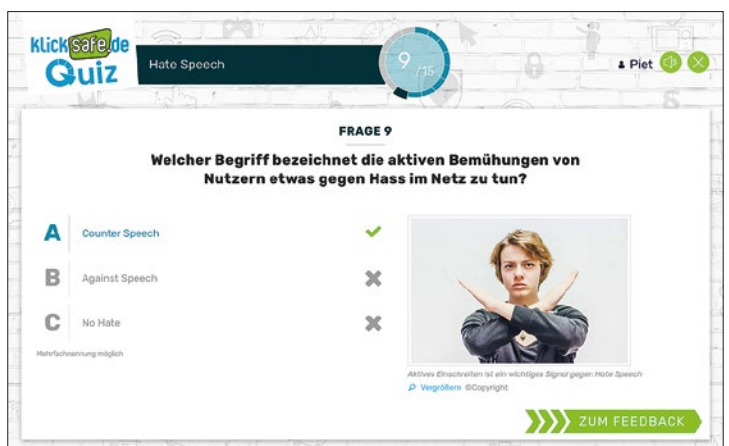 klicksafe.de
Quiz
Hate Speech
9 /15
Piet
FRAGE 9
Welcher Begriff bezeichnet die aktiven Bemühungen von
Nutzern etwas gegen Hass im Netz zu tun?
A Counter Speech
B Against Speech
C No Hate
Mehrfachnennung möglich
Aktives Einschreiten ist ein wichtiges Signal gegen Hate Speech
Vergrößern ©Copyright
ZUM FEEDBACK